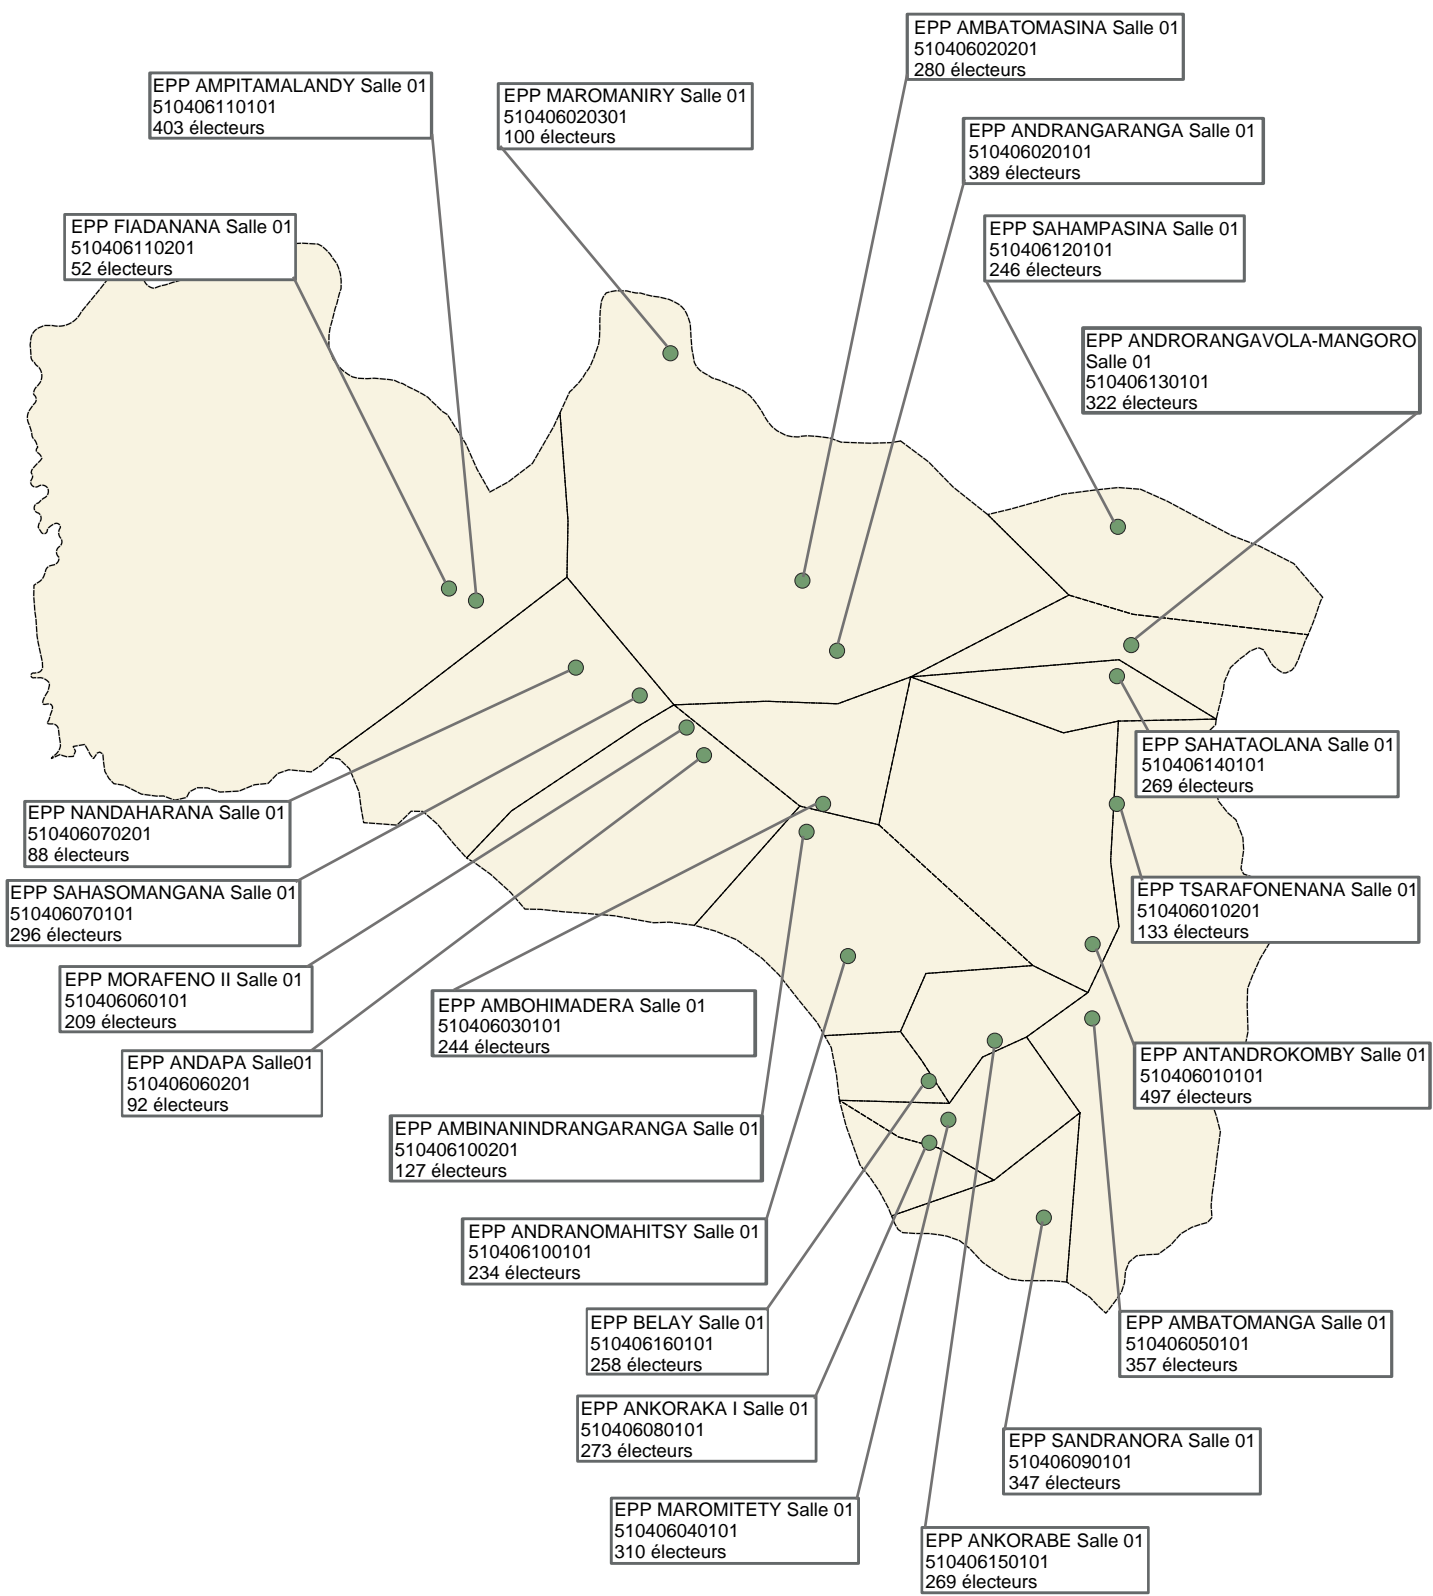 EPP AMBATOMASINA Salle 01
510406020201
280 électeurs
EPP AMPITAMALANDY Salle 01
510406110101
403 électeurs
EPP MAROMANIRY Salle 01
510406020301
100 électeurs
EPP ANDRANGARANGA Salle 01
510406020101
389 électeurs
EPP FIADANANA Salle 01
510406110201
52 électeurs
EPP SAHAMPASINA Salle 01
510406120101
246 électeurs
EPP ANDRORANGAVOLA-MANGORO
Salle 01
510406130101
322 électeurs
EPP SAHATAOLANA Salle 01
510406140101
269 électeurs
EPP NANDAHARANA Salle 01
510406070201
88 électeurs
EPP SAHASOMANGANA Salle 01
510406070101
296 électeurs
EPP TSARAFONENANA Salle 01
510406010201
133 électeurs
EPP MORAFENO II Salle 01
510406060101
209 électeurs
EPP AMBOHIMADERA Salle 01
510406030101
244 électeurs
EPP ANDAPA Salle01
510406060201
92 électeurs
EPP ANTANDROKOMBY Salle 01
510406010101
497 électeurs
EPP AMBINANINDRANGARANGA Salle 01
510406100201
127 électeurs
EPP ANDRANOMAHITSY Salle 01
510406100101
234 électeurs
EPP BELAY Salle 01
510406160101
258 électeurs
EPP AMBATOMANGA Salle 01
510406050101
357 électeurs
EPP ANKORAKA I Salle 01
510406080101
273 électeurs
EPP SANDRANORA Salle 01
510406090101
347 électeurs
EPP MAROMITETY Salle 01
510406040101
310 électeurs
EPP ANKORABE Salle 01
510406150101
269 électeurs